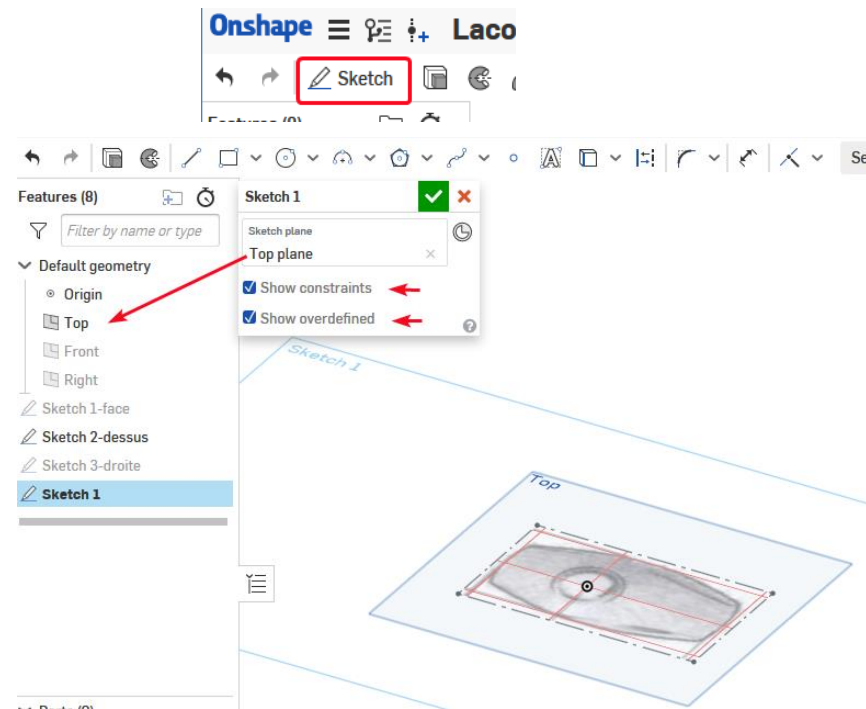 Onshape Laco
Sketch
Features (8)
Se
Features (8)
Filter by name or type
Default geometry
Origin
Top
Front
Right
Sketch 1-face
Sketch 2-dessus
Sketch 3-droite
Sketch 1
Sketch 1
Sketch plane
Top plane
Show constraints
Show overdefined
Sketch 1
Top